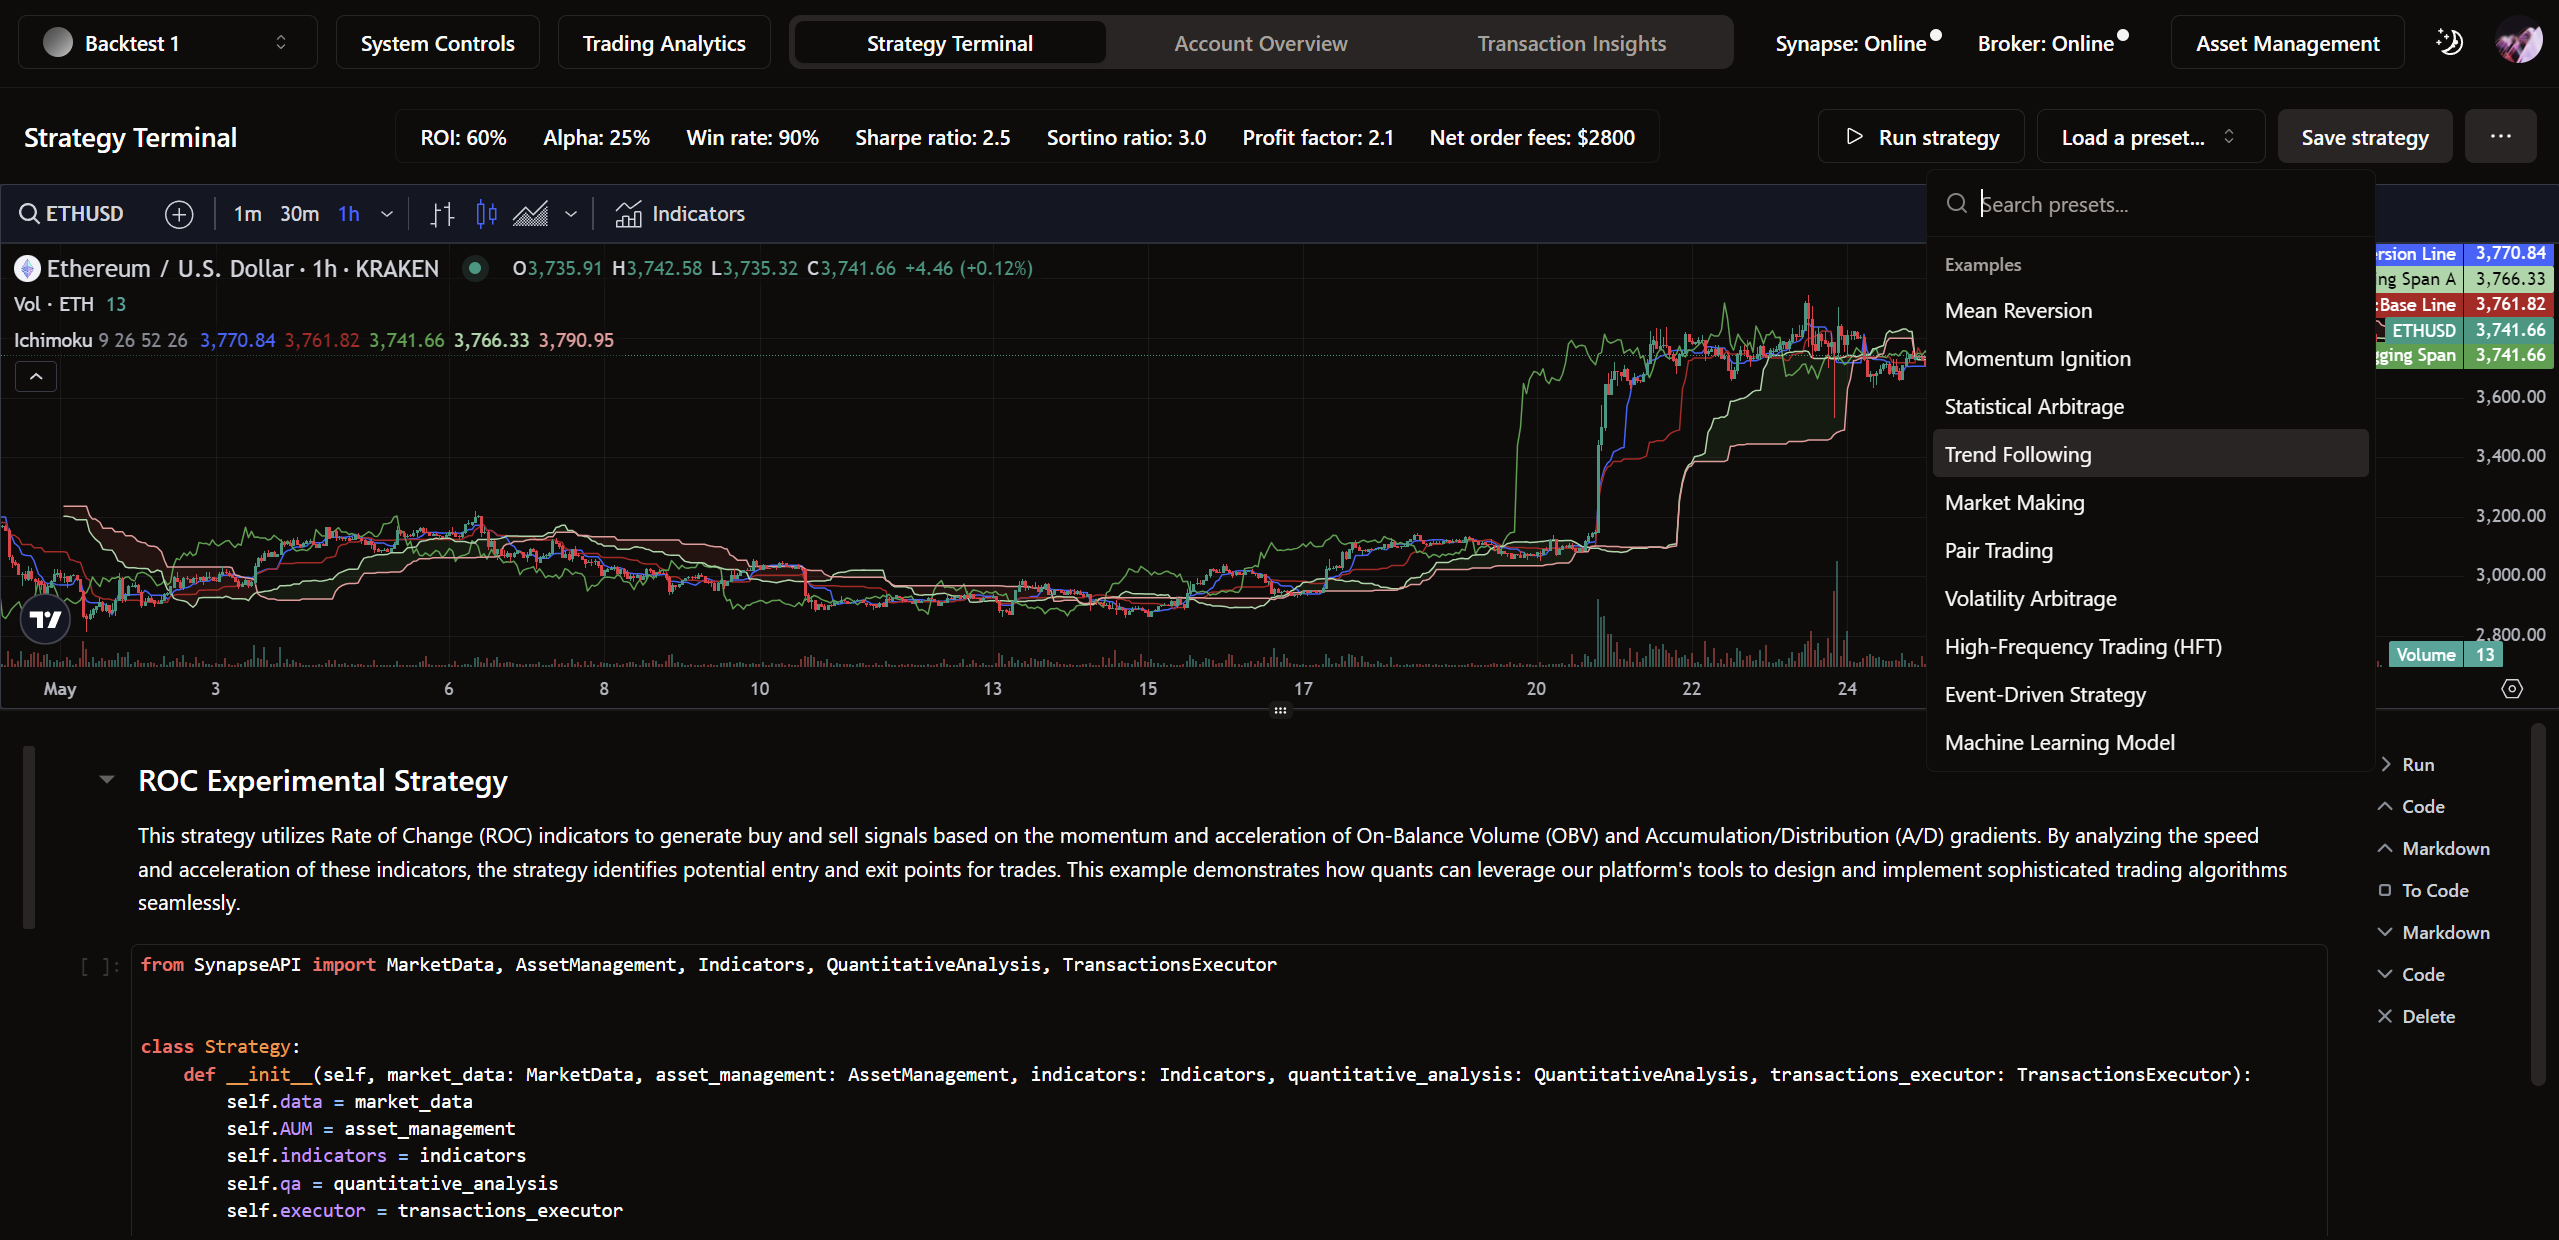 Backtest 1
System Controls
Trading Analytics
Strategy Terminal
Account Overview
Transaction Insights
Synapse: Online
Broker: Online
Asset Management
Strategy Terminal
ROI: 60% Alpha: 25% Win rate: 90% Sharpe ratio: 2.5 Sortino ratio: 3.0 Profit factor: 2.1 Net order fees: $2800
Run strategy
Load a preset...
Save strategy
ETHUSD
1m 30m 1h
Indicators
Ethereum / U.S. Dollar · 1h · KRAKEN
O3,735.91 H3,742.58 L3,735.32 C3,741.66 +4.46 (+0.12%)
Vol · ETH 13
Ichimoku 9 26 52 26 3,770.84 3,761.82 3,741.66 3,766.33 3,790.95
Search presets...
Examples
Mean Reversion
Momentum Ignition
Statistical Arbitrage
Trend Following
Market Making
Pair Trading
Volatility Arbitrage
High-Frequency Trading (HFT)
Event-Driven Strategy
Machine Learning Model
rsion Line 3,770.84
ng Span A 3,766.33
:Base Line 3,761.82
ETHUSD 3,741.66
gging Span 3,741.66
3,600.00
3,400.00
3,200.00
3,000.00
2,800.00
Volume 13
May 3 6 8 10 13 15 17 20 22 24
ROC Experimental Strategy
This strategy utilizes Rate of Change (ROC) indicators to generate buy and sell signals based on the momentum and acceleration of On-Balance Volume (OBV) and Accumulation/Distribution (A/D) gradients. By analyzing the speed
and acceleration of these indicators, the strategy identifies potential entry and exit points for trades. This example demonstrates how quants can leverage our platform's tools to design and implement sophisticated trading algorithms
seamlessly.
Run
Code
Markdown
To Code
Markdown
Code
Delete
[ ]:
from SynapseAPI import MarketData, AssetManagement, Indicators, QuantitativeAnalysis, TransactionsExecutor
class Strategy:
def __init__(self, market_data: MarketData, asset_management: AssetManagement, indicators: Indicators, quantitative_analysis: QuantitativeAnalysis, transactions_executor: TransactionsExecutor):
self.data = market_data
self.AUM = asset_management
self.indicators = indicators
self.qa = quantitative_analysis
self.executor = transactions_executor